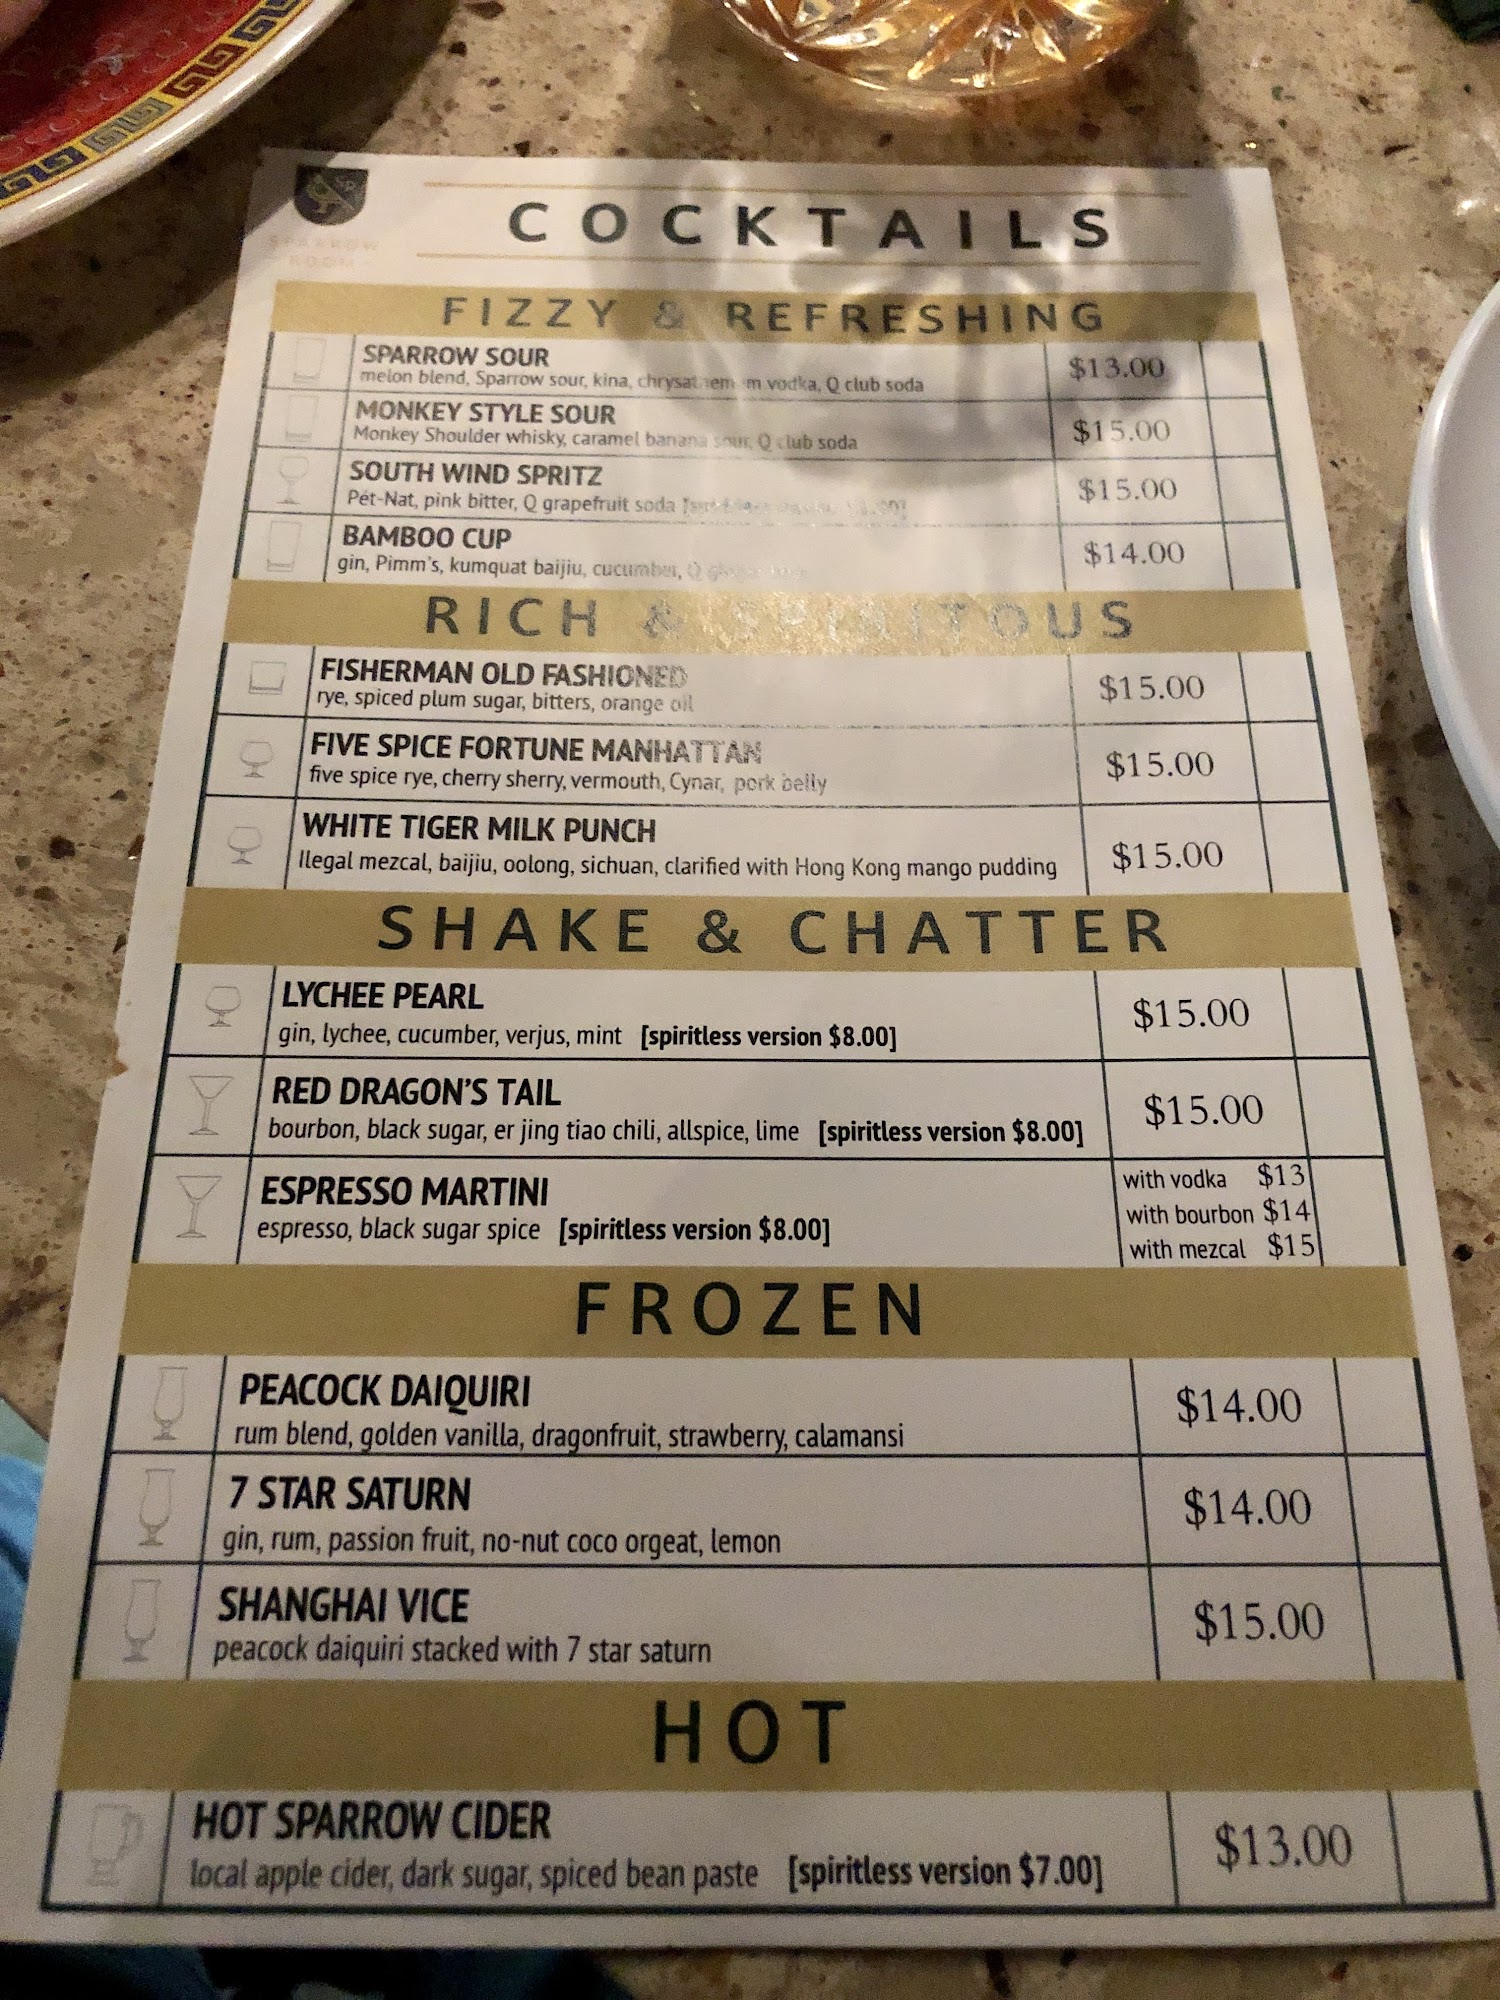 SPARROW
ROOM
COCKTAILS
FIZZY & REFRESHING
SPARROW SOUR
$13.00
melon blend, Sparrow sour, kina, vodka, Q club soda
MONKEY STYLE SOUR
$15.00
Monkey Shoulder whisky, caramel banana sour, Q club soda
SOUTH WIND SPRITZ
$15.00
Pét-Nat, pink bitter, Q grapefruit soda
BAMBOO CUP
$14.00
gin, Pimm's, kumquat baijiu, cucumber, Q
RICH & SPIRITOUS
FISHERMAN OLD FASHIONED
$15.00
rye, spiced plum sugar, bitters, orange oil
FIVE SPICE FORTUNE MANHATTAN
$15.00
five spice rye, cherry sherry, vermouth, Cynar, pork belly
WHITE TIGER MILK PUNCH
$15.00
Ilegal mezcal, baijiu, oolong, sichuan, clarified with Hong Kong mango pudding
SHAKE & CHATTER
LYCHEE PEARL
$15.00
gin, lychee, cucumber, verjus, mint [spiritless version $8.00]
RED DRAGON'S TAIL
$15.00
bourbon, black sugar, er jing tiao chili, allspice, lime [spiritless version $8.00]
ESPRESSO MARTINI
espresso, black sugar spice [spiritless version $8.00]
with vodka $13
with bourbon $14
with mezcal $15
FROZEN
PEACOCK DAIQUIRI
$14.00
rum blend, golden vanilla, dragonfruit, strawberry, calamansi
7 STAR SATURN
$14.00
gin, rum, passion fruit, no-nut coco orgeat, lemon
SHANGHAI VICE
$15.00
peacock daiquiri stacked with 7 star saturn
HOT
HOT SPARROW CIDER
$13.00
local apple cider, dark sugar, spiced bean paste [spiritless version $7.00]